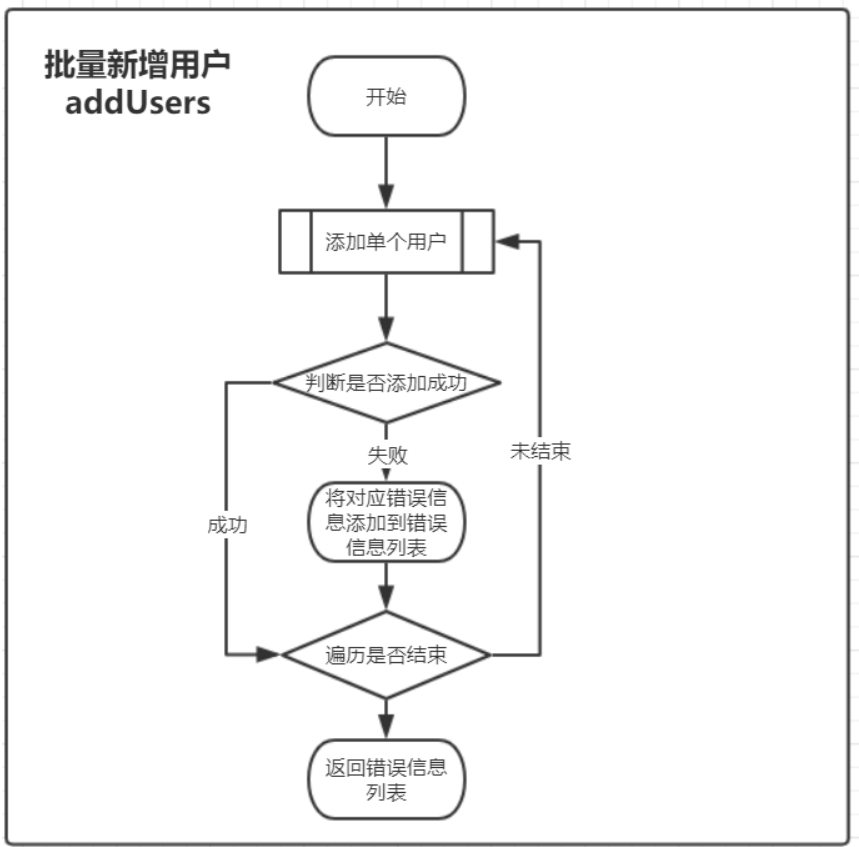 批量新增用户
addUsers
开始
添加单个用户
判断是否添加成功
失败
未结束
将对应错误信
息添加到错误
信息列表
成功
遍历是否结束
返回错误信息
列表